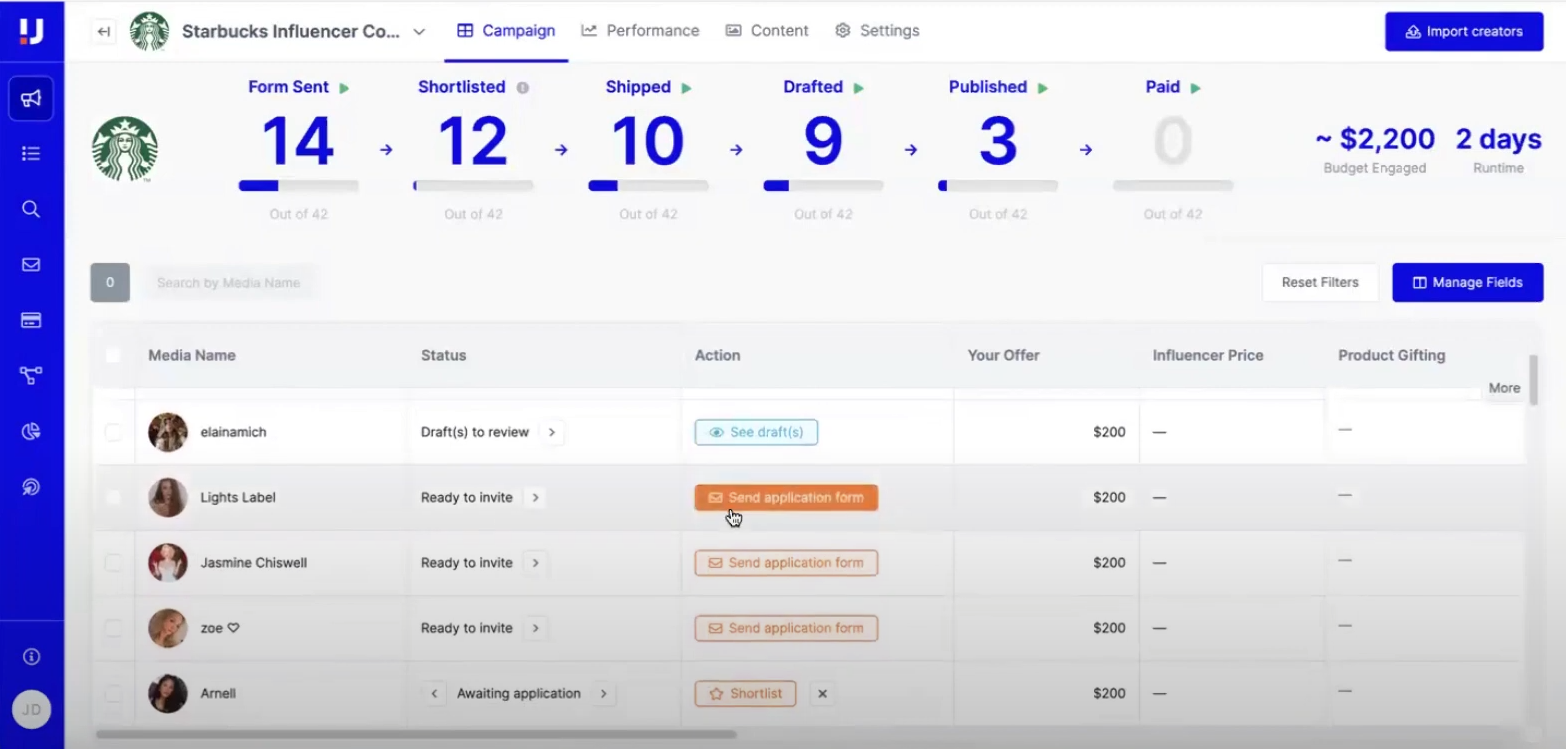 Starbucks Influencer Co... Campaign Performance Content Settings Import creators
Form Sent Shortlisted Shipped Drafted Published Paid
14 12 10 9 3 0
~ $2,200 2 days
Budget Engaged Runtime
Out of 42 Out of 42 Out of 42 Out of 42 Out of 42 Out of 42
0 Search by Media Name Reset Filters Manage Fields
Media Name Status Action Your Offer Influencer Price Product Gifting
More
elainamich Draft(s) to review See draft(s) $200 — —
Lights Label Ready to invite Send application form $200 — —
Jasmine Chiswell Ready to invite Send application form $200 — —
zoe ♡ Ready to invite Send application form $200 — —
Arnell Awaiting application Shortlist $200 — —
JD